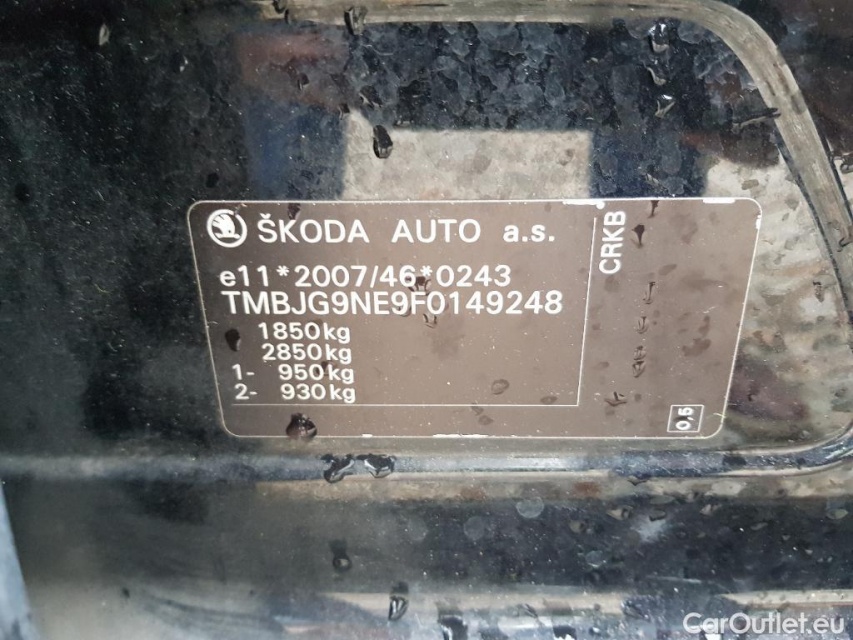 ŠKODA AUTO a.s.
e11*2007/46*0243
TMBJG9NE9F0149248
1850kg
2850kg
1- 950kg
2- 930kg
CRKB
0,5
CarOutlet.eu